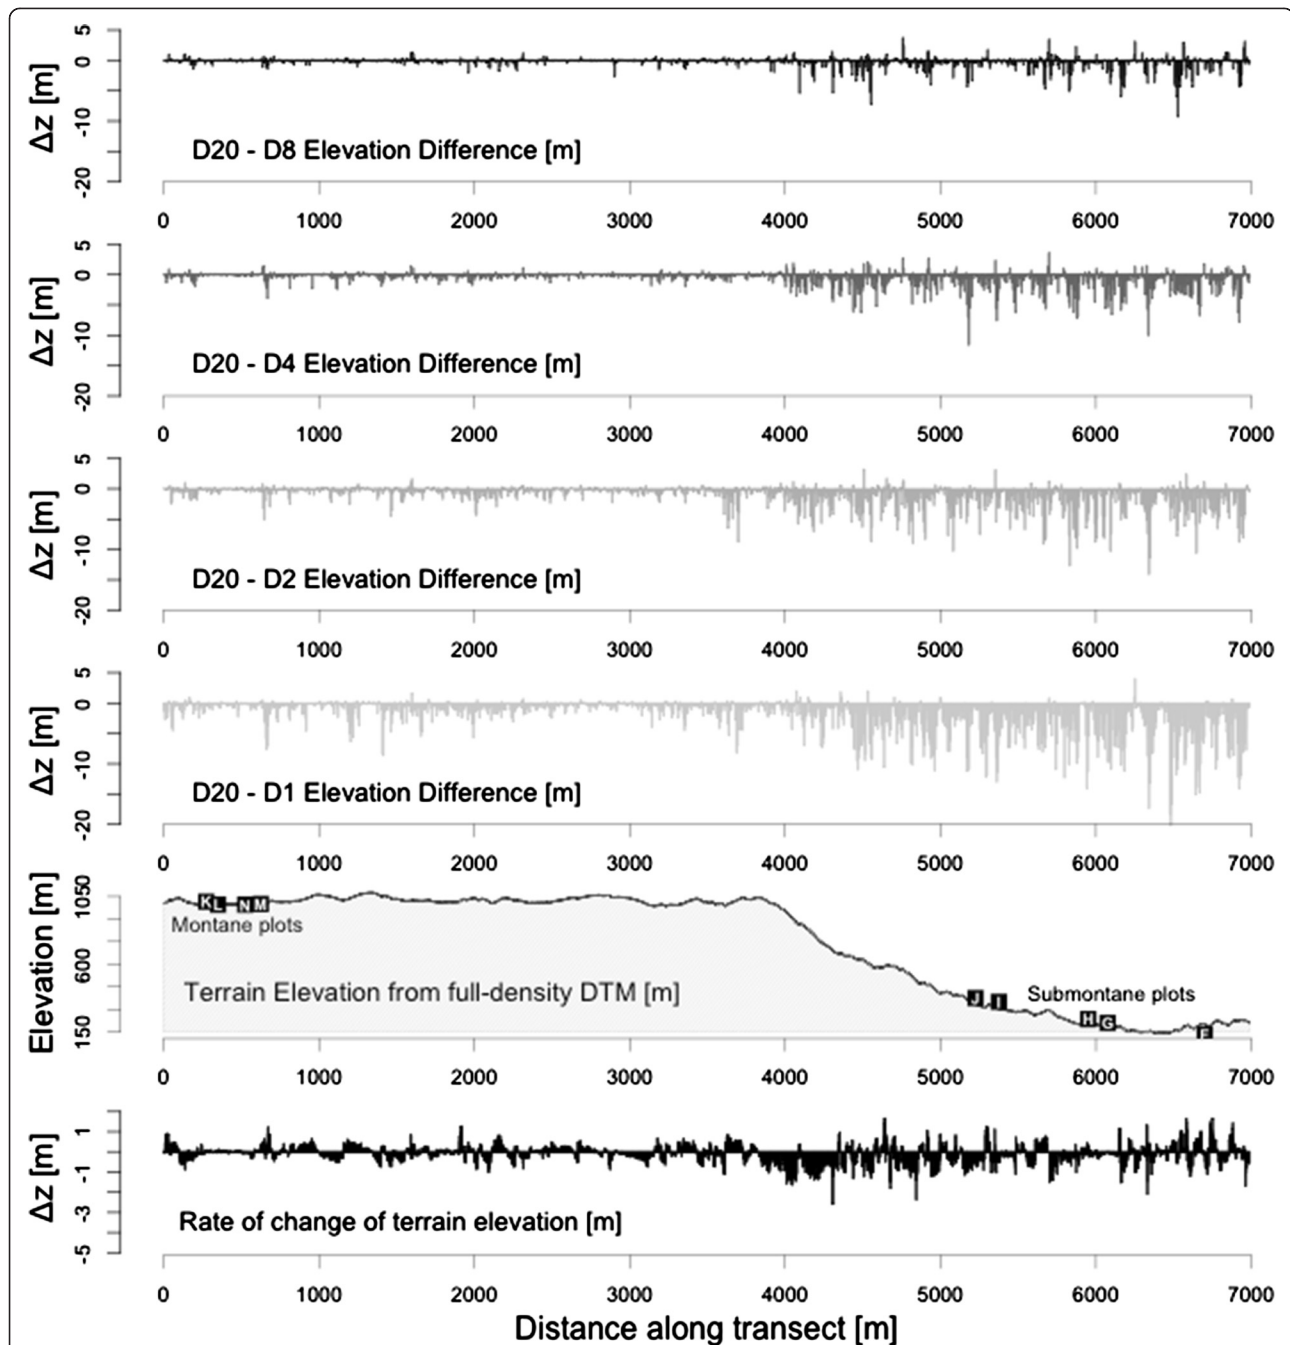 Δz [m]
5
0
-10
-20
D20 - D8 Elevation Difference [m]
0 1000 2000 3000 4000 5000 6000 7000
Δz [m]
5
0
-10
-20
D20 - D4 Elevation Difference [m]
0 1000 2000 3000 4000 5000 6000 7000
Δz [m]
5
0
-10
-20
D20 - D2 Elevation Difference [m]
0 1000 2000 3000 4000 5000 6000 7000
Δz [m]
5
0
-10
-20
D20 - D1 Elevation Difference [m]
0 1000 2000 3000 4000 5000 6000 7000
Elevation [m]
1050
600
150
K L N M
Montane plots
Terrain Elevation from full-density DTM [m]
J I
Submontane plots
H G
0 1000 2000 3000 4000 5000 6000 7000
Δz [m]
1
-1
-3
-5
Rate of change of terrain elevation [m]
0 1000 2000 3000 4000 5000 6000 7000
Distance along transect [m]